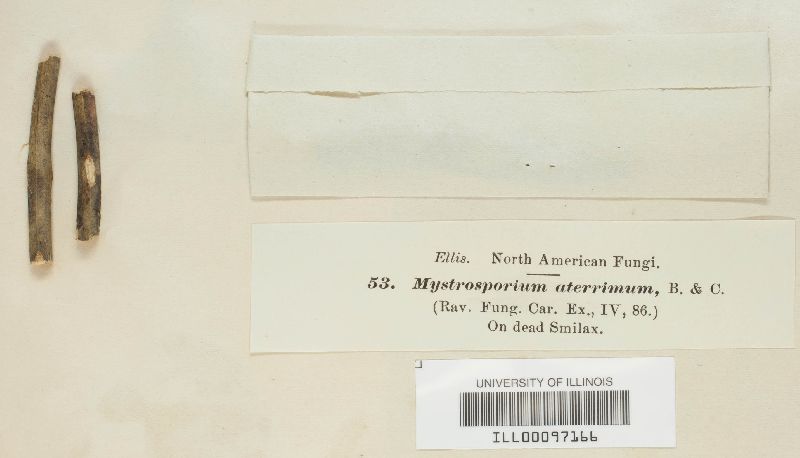 Ellis. North American Fungi.
53. Mystrosporium aterrimum, B. & C.
(Rav. Fung. Car. Ex., IV, 86.)
On dead Smilax.
UNIVERSITY OF ILLINOIS
ILL00097166